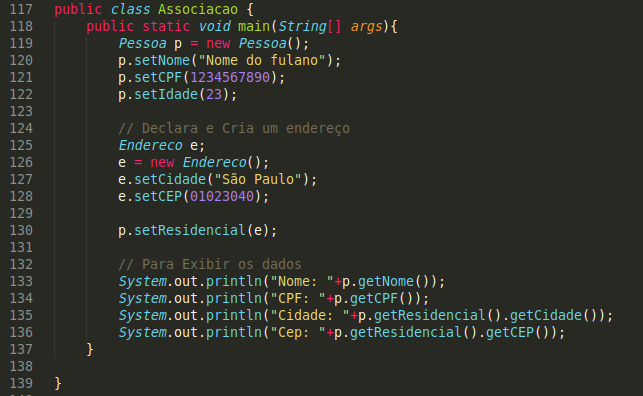 117 public class Associacao {
118     public static void main(String[] args){
119         Pessoa p = new Pessoa();
120         p.setNome("Nome do fulano");
121         p.setCPF(1234567890);
122         p.setIdade(23);
123
124         // Declara e Cria um endereço
125         Endereco e;
126         e = new Endereco();
127         e.setCidade("São Paulo");
128         e.setCEP(01023040);
129
130         p.setResidencial(e);
131
132         // Para Exibir os dados
133         System.out.println("Nome: "+p.getNome());
134         System.out.println("CPF: "+p.getCPF());
135         System.out.println("Cidade: "+p.getResidencial().getCidade());
136         System.out.println("Cep: "+p.getResidencial().getCEP());
137     }
138
139 }